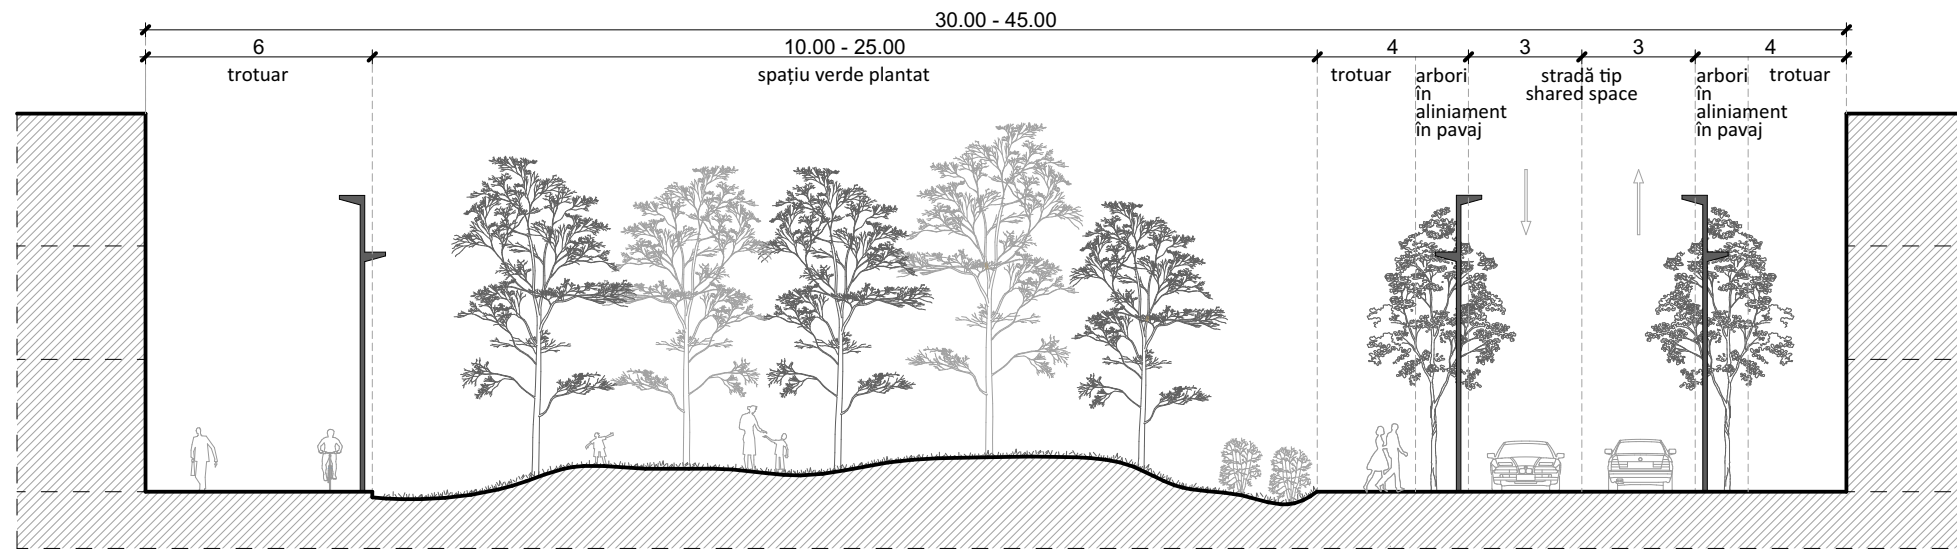 30.00 - 45.00
6
10.00 - 25.00
4
3
3
4
trotuar
spațiu verde plantat
trotuar
arbori
în
aliniament
în pavaj
stradă tip
shared space
arbori
în
aliniament
în pavaj
trotuar